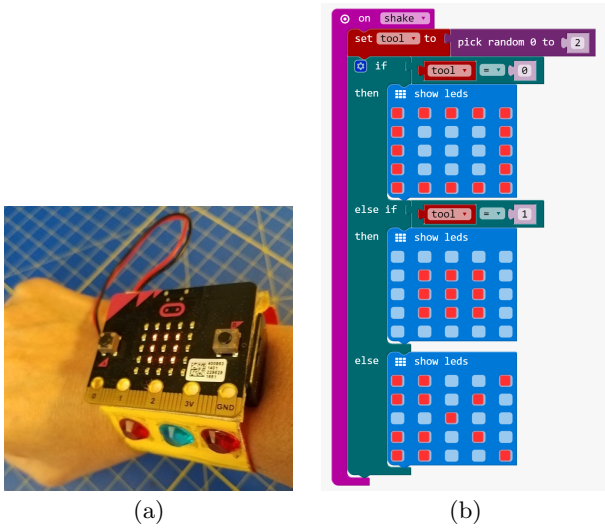 on shake
set tool to pick random 0 to 2
if tool = 0
then show leds
else if tool = 1
then show leds
else show leds
0 1 2 3V GND
(a)
(b)